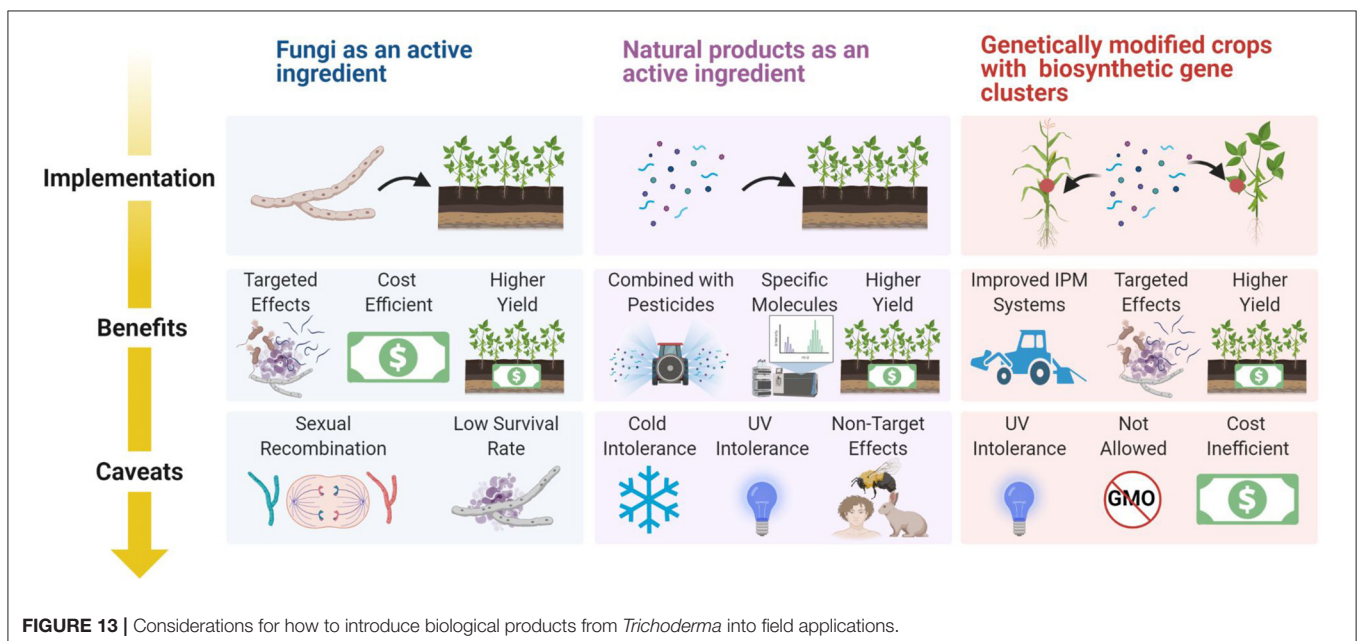 Fungi as an active
ingredient
Natural products as an
active ingredient
Genetically modified crops
with biosynthetic gene
clusters
Implementation
Benefits
Targeted
Effects
Cost
Efficient
Higher
Yield
$
$
Combined with
Pesticides
Specific
Molecules
Higher
Yield
$
Improved IPM
Systems
Targeted
Effects
Higher
Yield
$
Caveats
Sexual
Recombination
Low Survival
Rate
Cold
Intolerance
UV
Intolerance
Non-Target
Effects
UV
Intolerance
Not
Allowed
GMO
Cost
Inefficient
$
FIGURE 13 | Considerations for how to introduce biological products from Trichoderma into field applications.